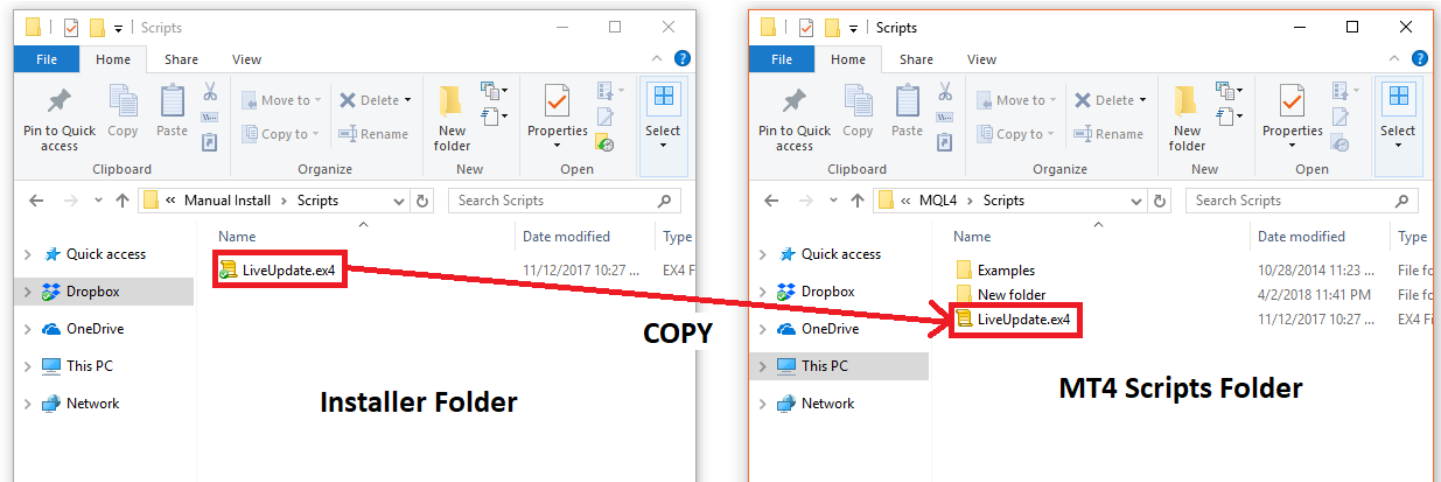 Scripts
File Home Share View
Pin to Quick access
Copy
Paste
Move to
Copy to
Delete
Rename
New folder
Properties
Select
Clipboard Organize New Open
« Manual Install > Scripts
Search Scripts
Name Date modified Type
Quick access
Dropbox
OneDrive
This PC
Network
LiveUpdate.ex4 11/12/2017 10:27 ... EX4 F
Installer Folder
COPY
Scripts
File Home Share View
Pin to Quick access
Copy
Paste
Move to
Copy to
Delete
Rename
New folder
Properties
Select
Clipboard Organize New Open
« MQL4 > Scripts
Search Scripts
Name Date modified Type
Quick access
Dropbox
OneDrive
This PC
Network
Examples 10/28/2014 11:23 ... File fo
New folder 4/2/2018 11:41 PM File fo
LiveUpdate.ex4 11/12/2017 10:27 ... EX4 Fi
MT4 Scripts Folder